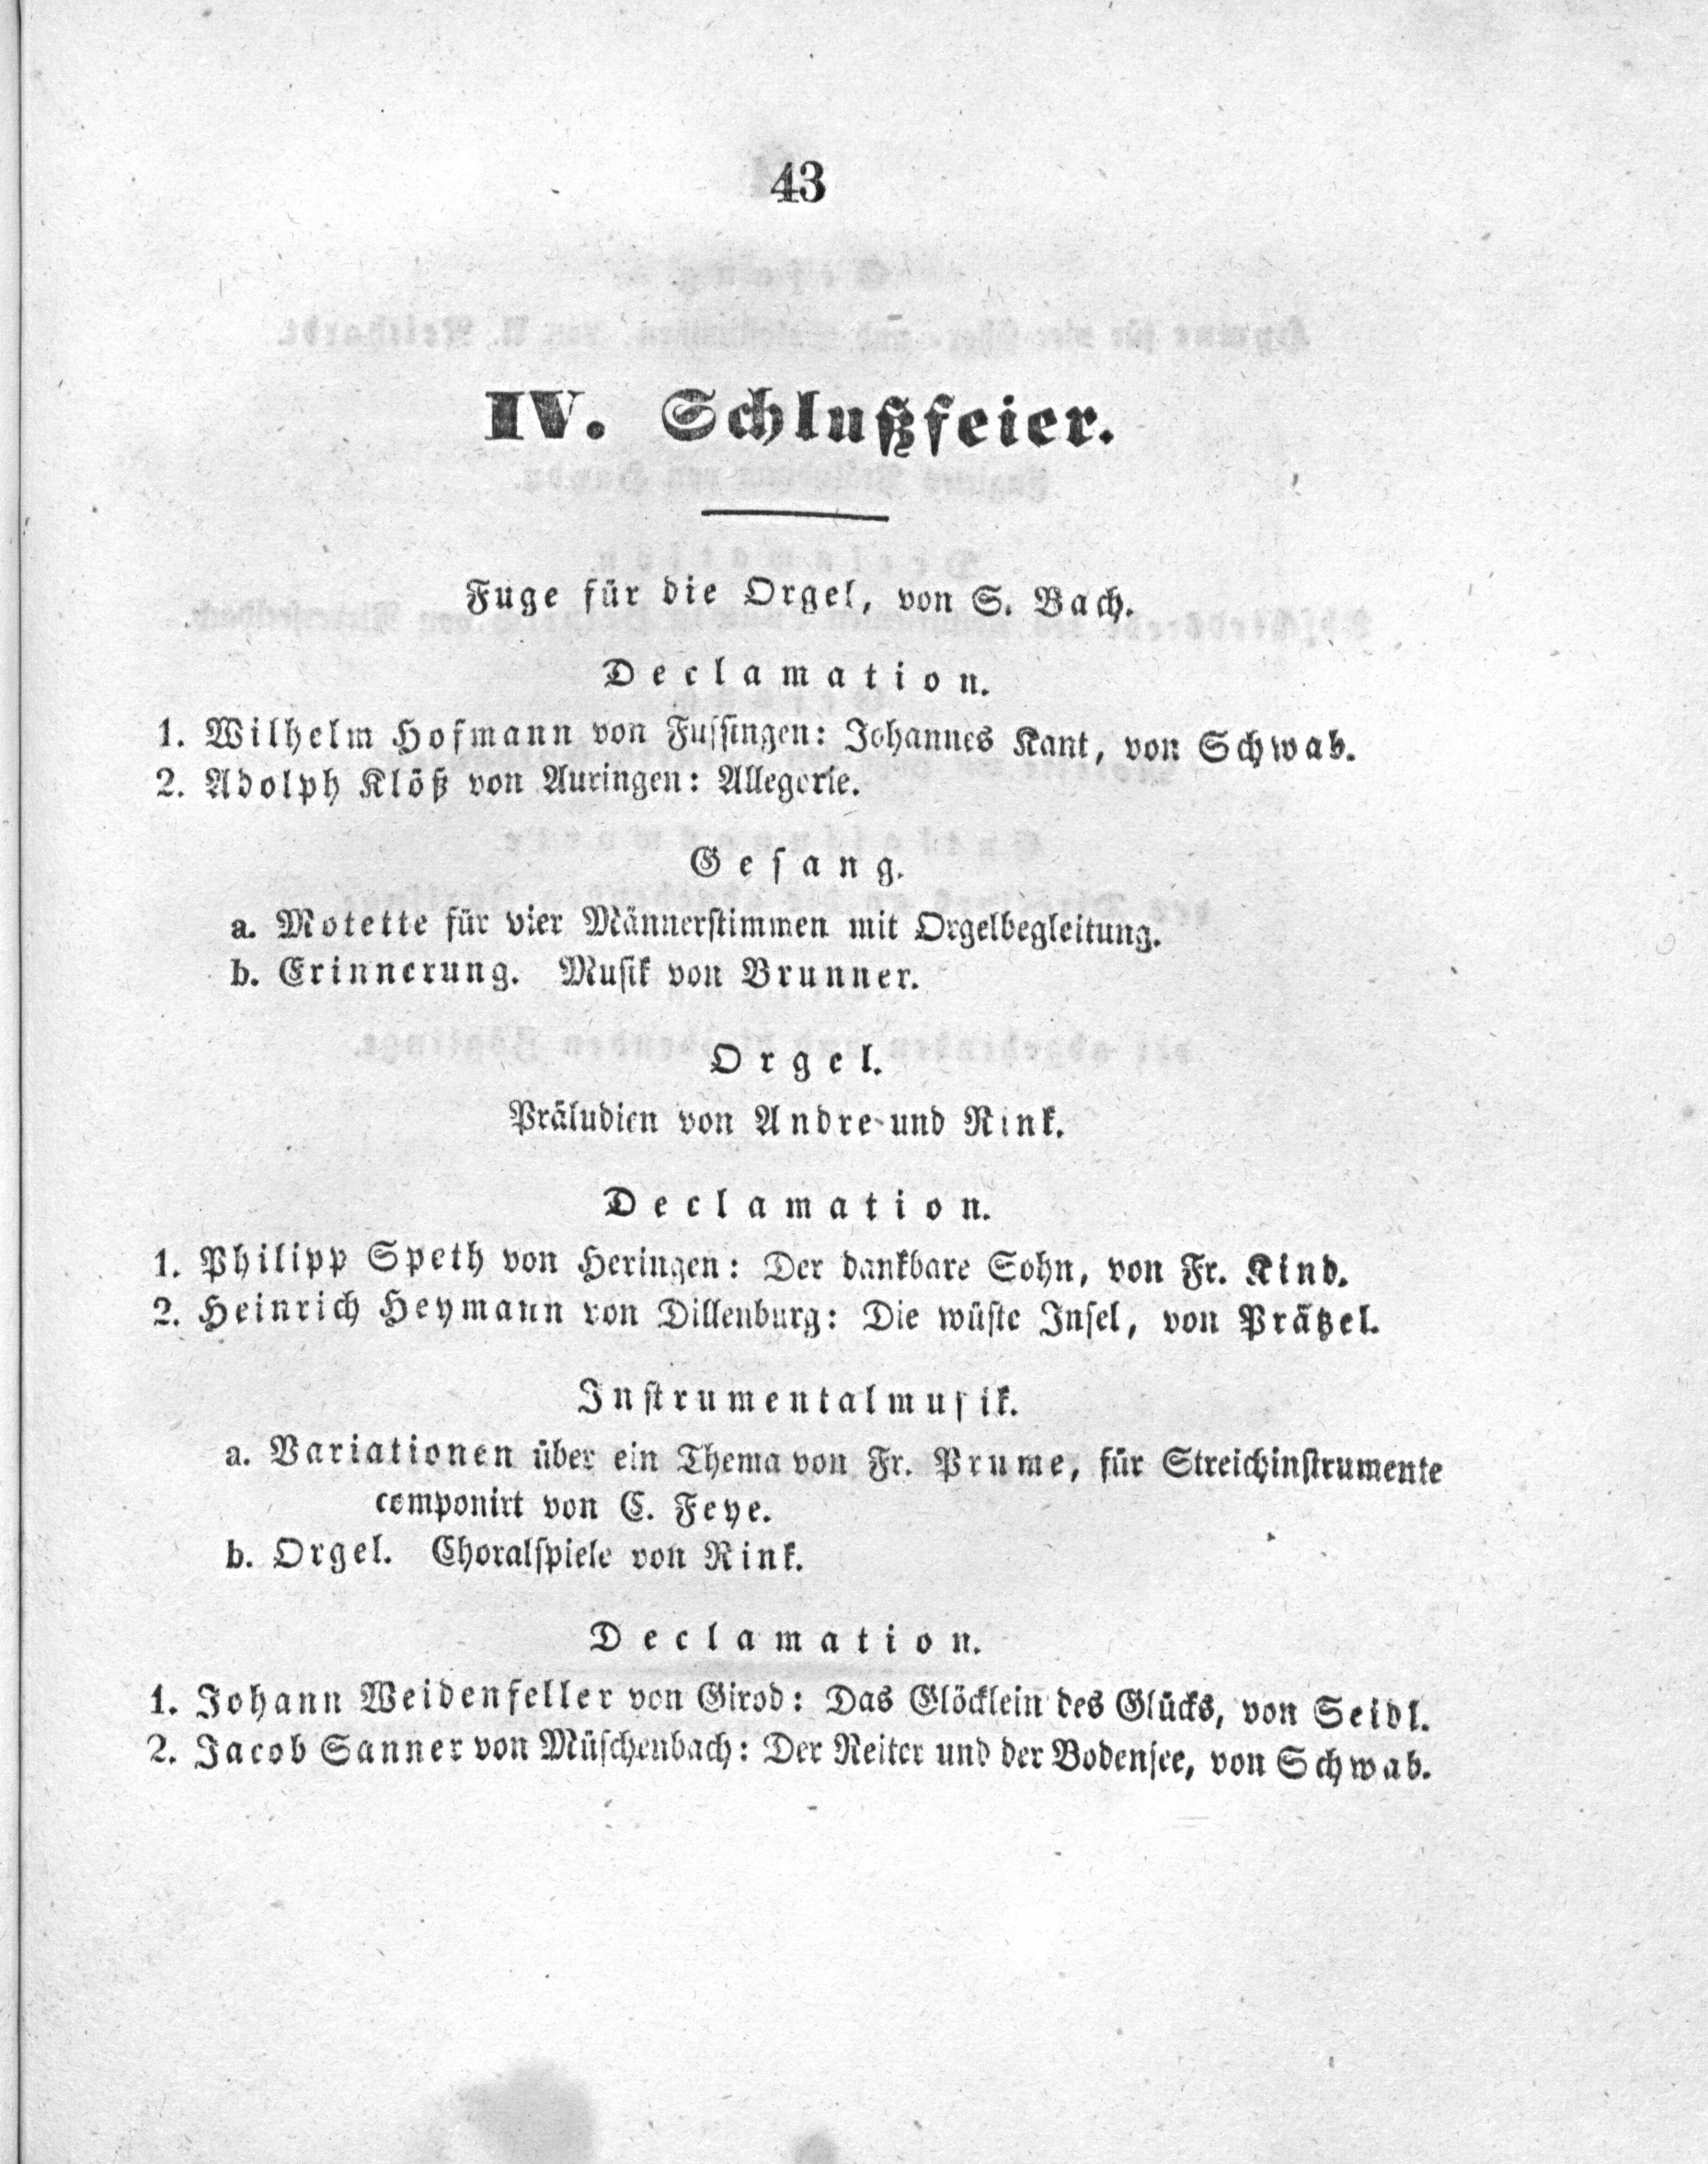 43
IV. Schlußfeier.
Fuge für die Orgel, von S. Bach.
Declamation.
1. Wilhelm Hofmann von Fussingen: Johannes Kant, von Schwab.
2. Adolph Klöß von Auringen: Allegorie.
Gesang.
a. Motette für vier Männerstimmen mit Orgelbegleitung.
b. Erinnerung. Musik von Brunner.
Orgel.
Präludien von Andre und Rink.
Declamation.
1. Philipp Speth von Heringen: Der dankbare Sohn, von Fr. Kind.
2. Heinrich Heymann von Dillenburg: Die wüste Insel, von Prätzel.
Instrumentalmusik.
a. Variationen über ein Thema von Fr. Prume, für Streichinstrumente
componirt von C. Feye.
b. Orgel. Choralspiele von Rink.
Declamation.
1. Johann Weidenfeller von Girod: Das Glöcklein des Glücks, von Seidl.
2. Jacob Sanner von Müschenbach: Der Reiter und der Bodensee, von Schwab.